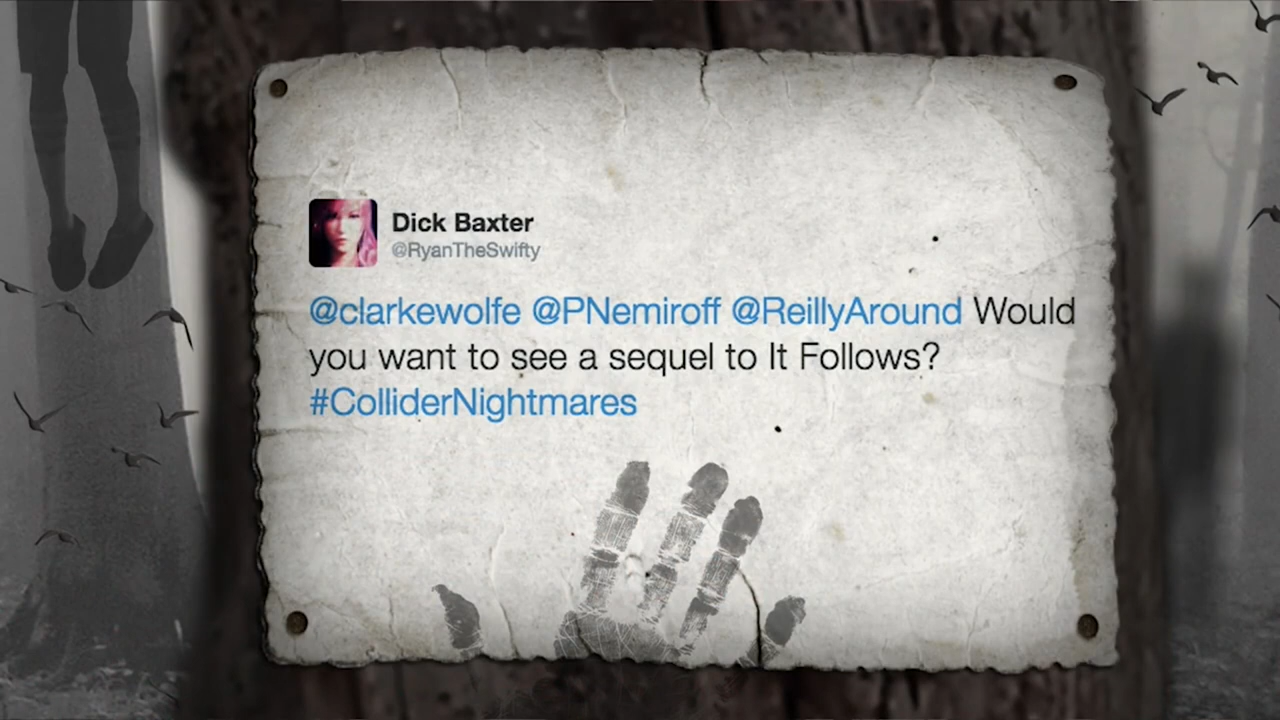 Dick Baxter
@RyanTheSwifty
@clarkewolfe @PNemiroff @ReillyAround Would
you want to see a sequel to It Follows?
#ColliderNightmares